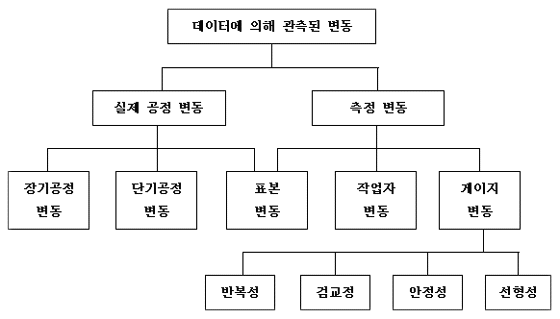 데이터에 의해 관측된 변동
실제 공정 변동
측정 변동
장기공정
변동
단기공정
변동
표본
변동
작업자
변동
게이지
변동
반복성
검교정
안정성
선형성